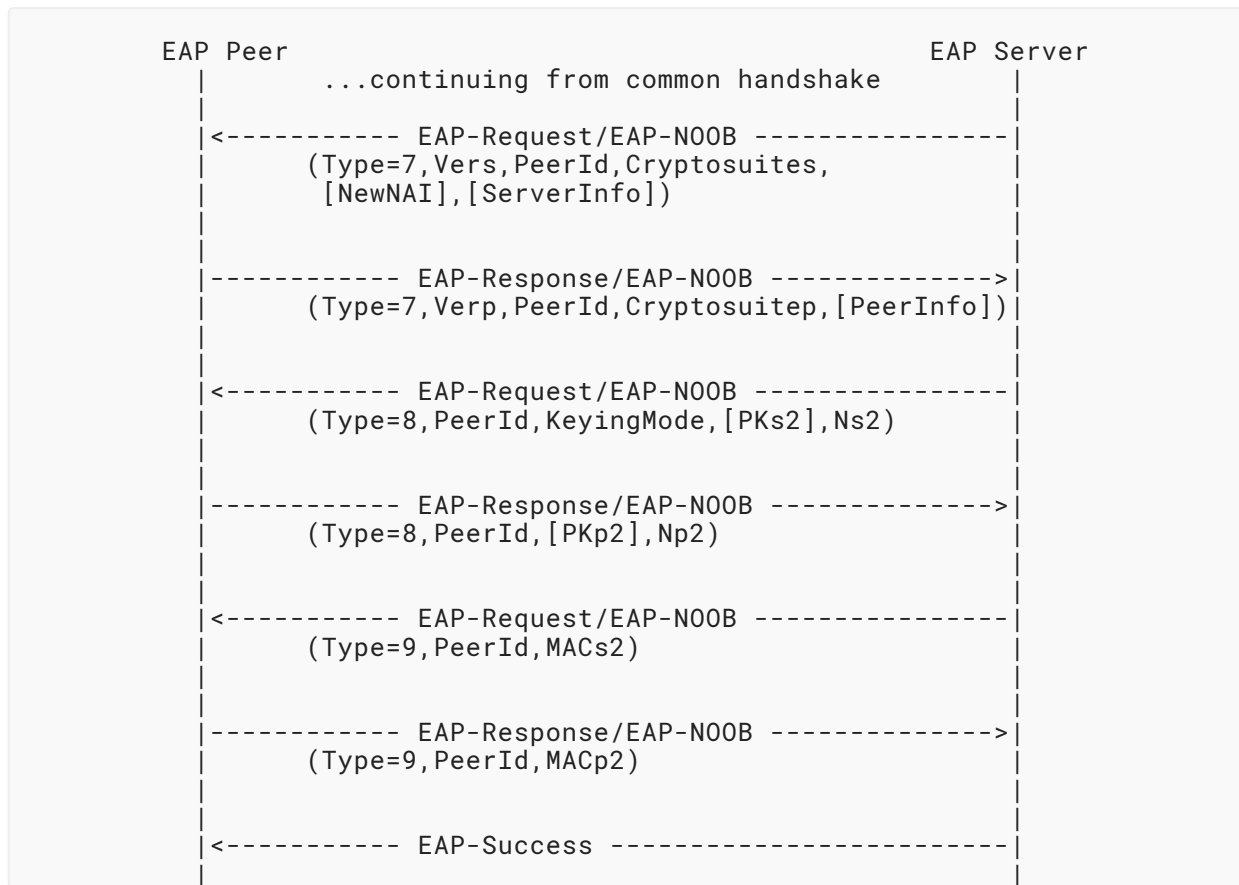 EAP Peer EAP Server
| ...continuing from common handshake |
| |
|<----------- EAP-Request/EAP-NOOB ----------------|
| (Type=7,Vers,PeerId,Cryptosuites, |
| [NewNAI],[ServerInfo]) |
| |
| |
|------------ EAP-Response/EAP-NOOB -------------->|
| (Type=7,Verp,PeerId,Cryptosuitep,[PeerInfo])|
| |
| |
|<----------- EAP-Request/EAP-NOOB ----------------|
| (Type=8,PeerId,KeyingMode,[PKs2],Ns2) |
| |
| |
|------------ EAP-Response/EAP-NOOB -------------->|
| (Type=8,PeerId,[PKp2],Np2) |
| |
| |
|<----------- EAP-Request/EAP-NOOB ----------------|
| (Type=9,PeerId,MACs2) |
| |
| |
|------------ EAP-Response/EAP-NOOB -------------->|
| (Type=9,PeerId,MACp2) |
| |
| |
|<----------- EAP-Success -------------------------|
| |